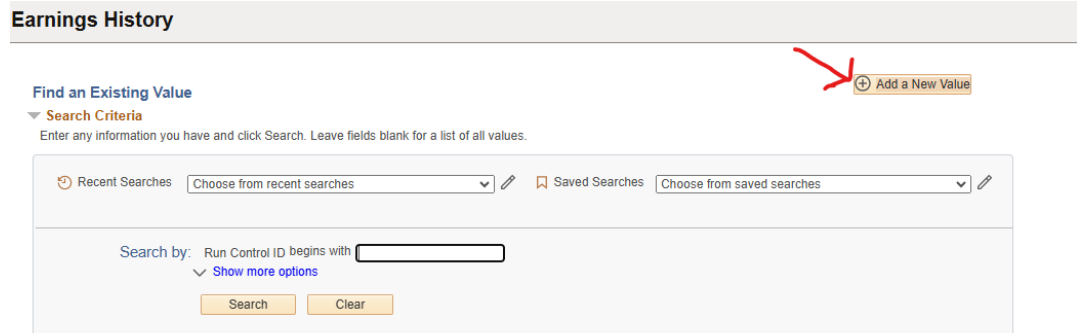 Earnings History
Add a New Value
Find an Existing Value
Search Criteria
Enter any information you have and click Search. Leave fields blank for a list of all values.
Recent Searches Choose from recent searches Saved Searches Choose from saved searches
Search by: Run Control ID begins with
Show more options
Search Clear